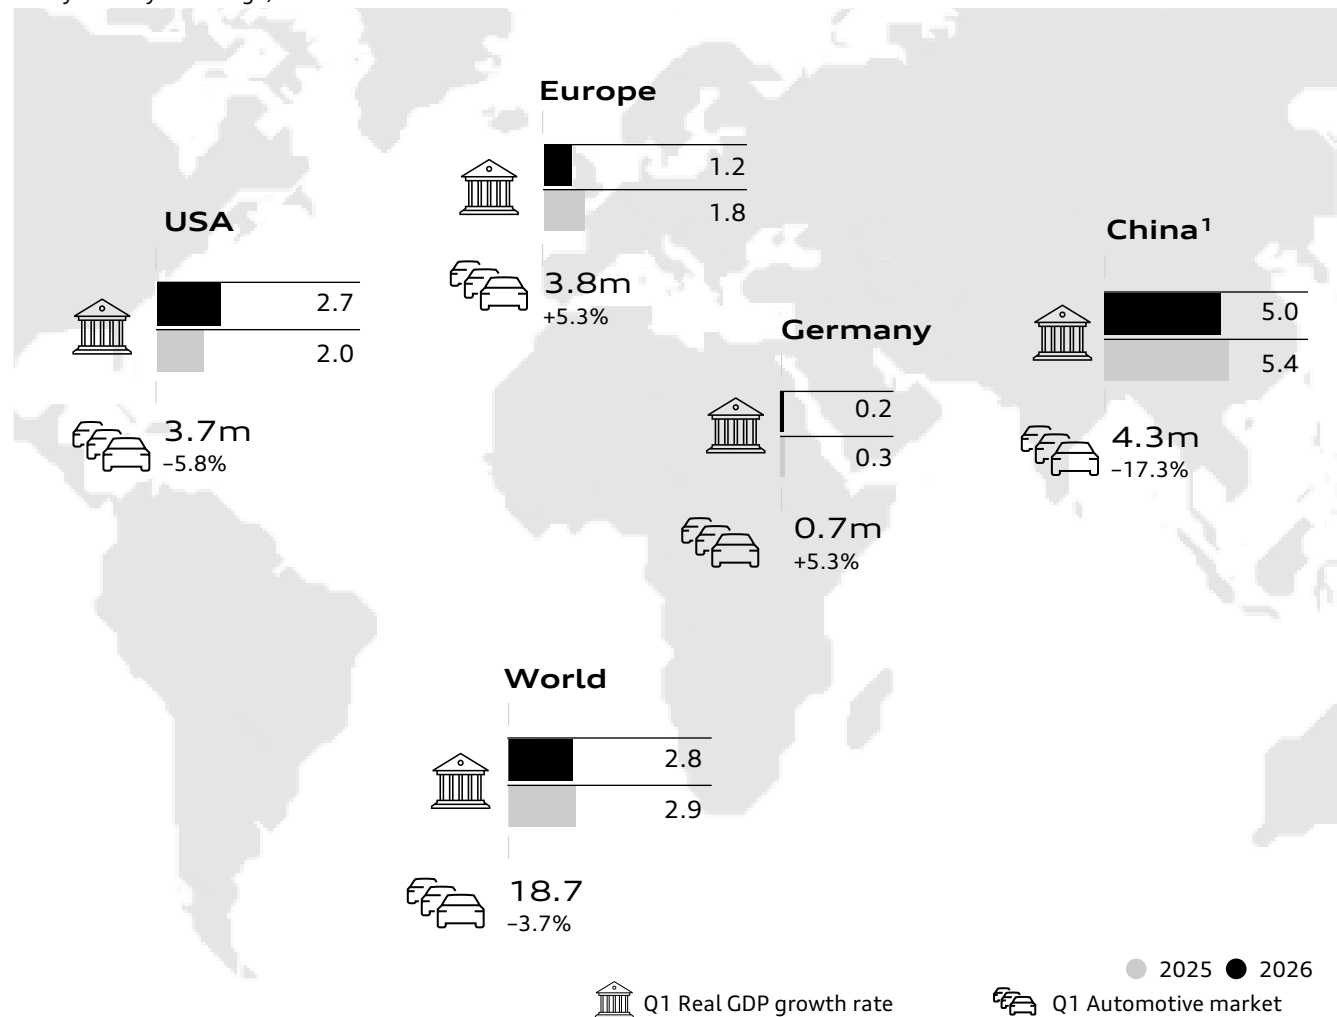 Europe
1.2
1.8
3.8m
+5.3%
USA
2.7
2.0
3.7m
−5.8%
China¹
5.0
5.4
4.3m
−17.3%
Germany
0.2
0.3
0.7m
+5.3%
World
2.8
2.9
18.7
−3.7%
2025 2026
Q1 Real GDP growth rate
Q1 Automotive market